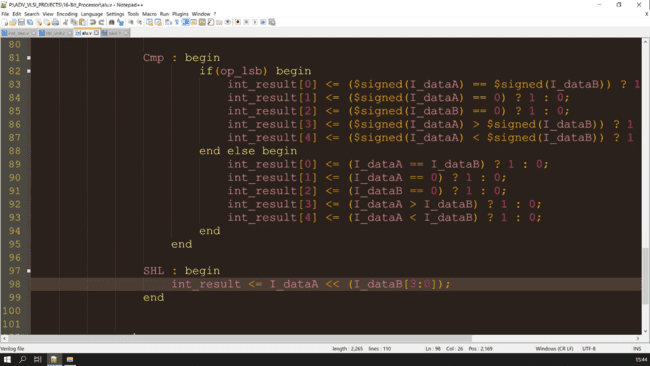 F:\ADV_VLSI_PROJECTS\16-Bit_Processor\alu.v - Notepad++
File Edit Search View Encoding Language Settings Tools Macro Run Plugins Window ?
alu.v
80
81 Cmp : begin
82 if(op_lsb) begin
83 int_result[0] <= ($signed(I_dataA) == $signed(I_dataB)) ? 1
84 int_result[1] <= ($signed(I_dataA) == 0) ? 1 : 0;
85 int_result[2] <= ($signed(I_dataB) == 0) ? 1 : 0;
86 int_result[3] <= ($signed(I_dataA) > $signed(I_dataB)) ? 1
87 int_result[4] <= ($signed(I_dataA) < $signed(I_dataB)) ? 1
88 end else begin
89 int_result[0] <= (I_dataA == I_dataB) ? 1 : 0;
90 int_result[1] <= (I_dataA == 0) ? 1 : 0;
91 int_result[2] <= (I_dataB == 0) ? 1 : 0;
92 int_result[3] <= (I_dataA > I_dataB) ? 1 : 0;
93 int_result[4] <= (I_dataA < I_dataB) ? 1 : 0;
94 end
95 end
96
97 SHL : begin
98 int_result <= I_dataA << (I_dataB[3:0]);
99 end
100
101
Verilog file length : 2,265 lines : 110 Ln : 98 Col : 26 Pos : 2,169 Windows (CR LF) UTF-8 INS
15:44